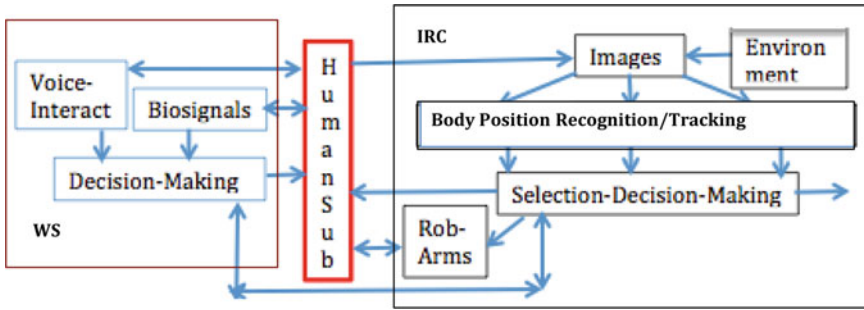 Voice-
Interact
Biosignals
Decision-Making
WS
H
u
m
a
n
S
u
b
IRC
Images
Environ
ment
Body Position Recognition/Tracking
Selection-Decision-Making
Rob-
Arms